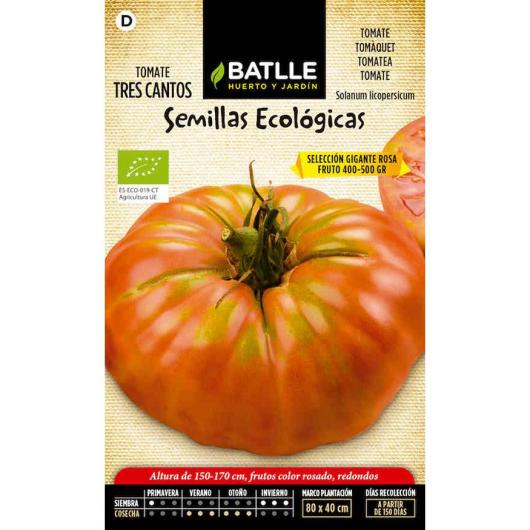 D
TOMATE
TRES CANTOS
BATLLE
HUERTO Y JARDÍN
TOMATE
TOMÀQUET
TOMATEA
TOMATE
Solanum licopersicum
Semillas Ecológicas
SELECCIÓN GIGANTE ROSA
FRUTO 400-500 GR
ES-ECO-019-CT
Agricultura UE
Altura de 150-170 cm, frutos color rosado, redondos
PRIMAVERA VERANO OTOÑO INVIERNO
SIEMBRA
COSECHA
MARCO PLANTACIÓN
80 x 40 cm
DÍAS RECOLECCIÓN
A PARTIR
DE 150 DÍAS